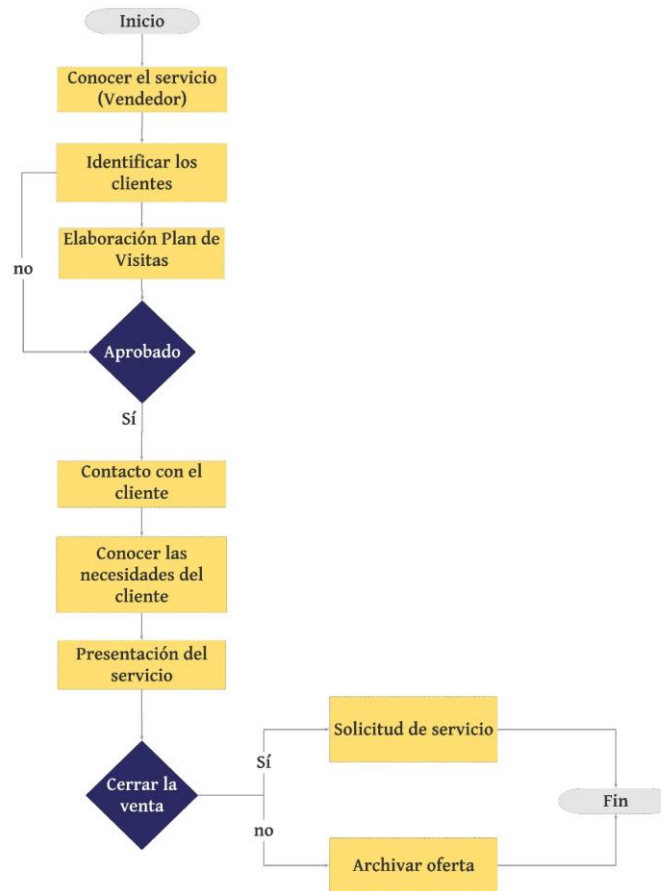 Inicio
Conocer el servicio
(Vendedor)
Identificar los
clientes
Elaboración Plan de
Visitas
no
Aprobado
Sí
Contacto con el
cliente
Conocer las
necesidades del
cliente
Presentación del
servicio
Cerrar la
venta
Sí
Solicitud de servicio
no
Archivar oferta
Fin